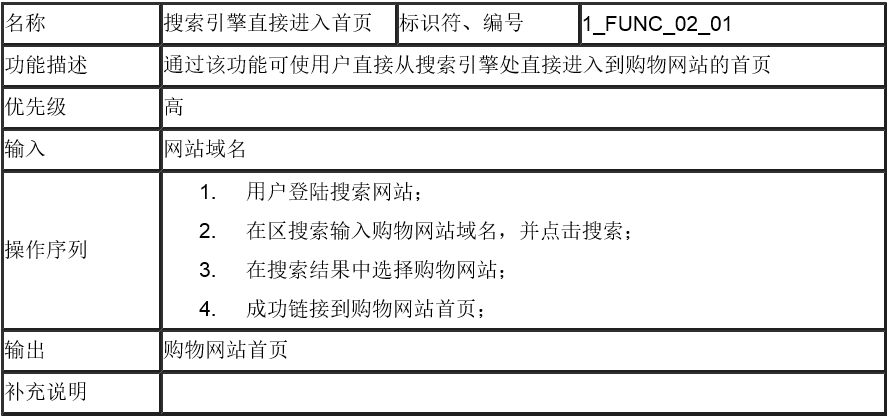 名称 搜索引擎直接进入首页 标识符、编号 1_FUNC_02_01
功能描述 通过该功能可使用户直接从搜索引擎处直接进入到购物网站的首页
优先级 高
输入 网站域名
操作序列
1. 用户登陆搜索网站；
2. 在区搜索输入购物网站域名，并点击搜索；
3. 在搜索结果中选择购物网站；
4. 成功链接到购物网站首页；
输出 购物网站首页
补充说明